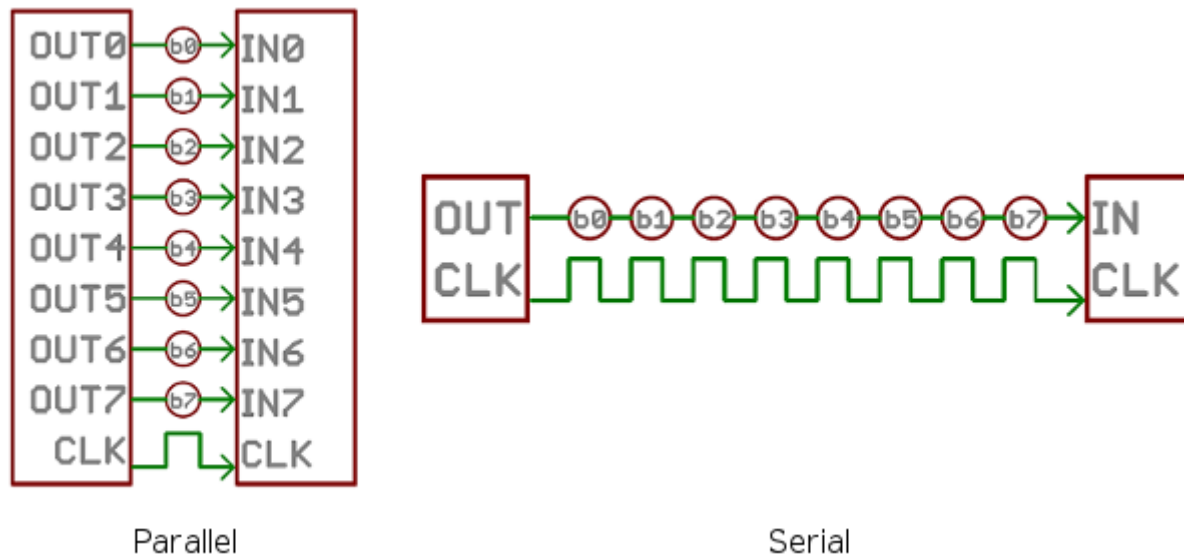 OUT0 b0 IN0
OUT1 b1 IN1
OUT2 b2 IN2
OUT3 b3 IN3
OUT4 b4 IN4
OUT5 b5 IN5
OUT6 b6 IN6
OUT7 b7 IN7
CLK CLK
Parallel
OUT b0 b1 b2 b3 b4 b5 b6 b7 IN
CLK CLK
Serial